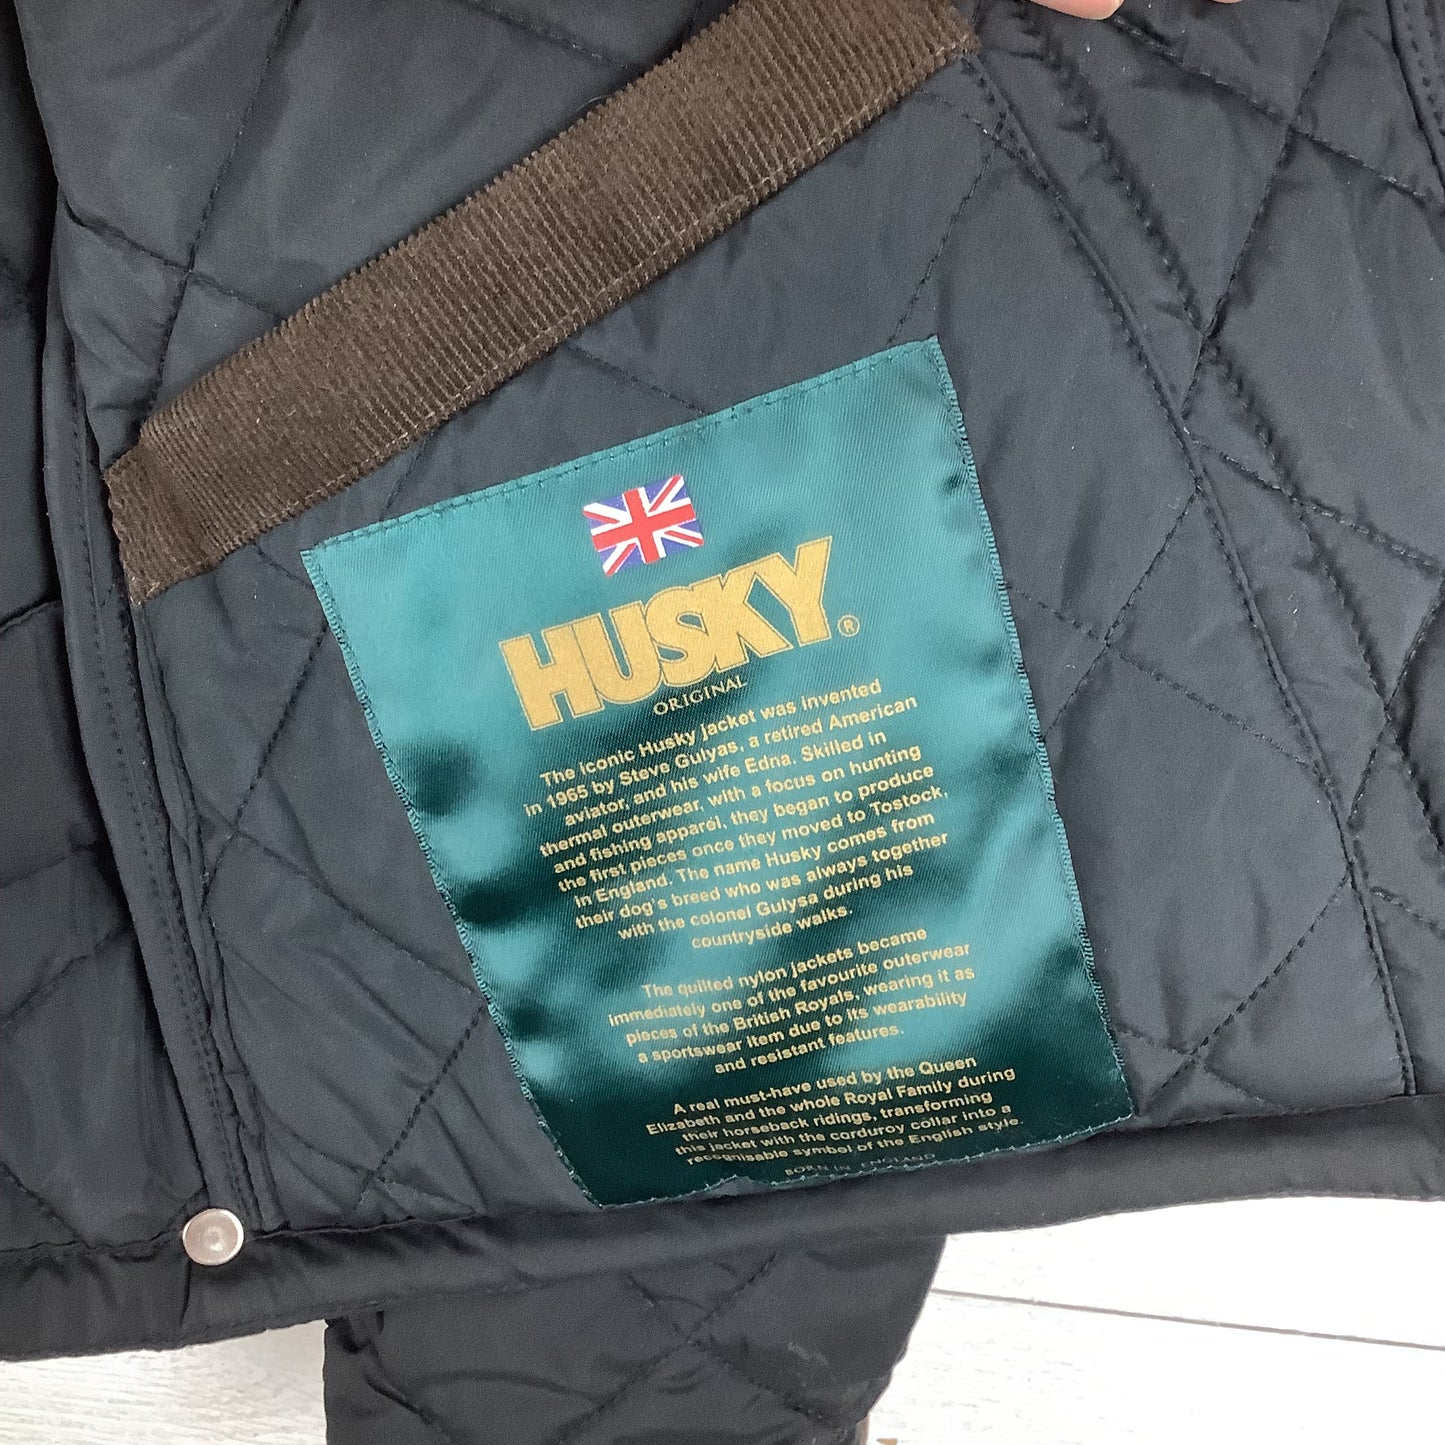 HUSKY®
ORIGINAL
The iconic Husky jacket was invented
in 1965 by Steve Gulyas, a retired American
aviator, and his wife Edna. Skilled in
thermal outerwear, with a focus on hunting
and fishing apparel, they began to produce
the first pieces once they moved to Tostock,
in England. The name Husky comes from
their dog's breed who was always together
with the colonel Gulysa during his
countryside walks.
The quilted nylon jackets became
immediately one of the favourite outerwear
pieces of the British Royals, wearing it as
a sportswear item due to its wearability
and resistant features.
A real must-have used by the Queen
Elizabeth and the whole Royal Family during
their horseback ridings, transforming
this jacket with the corduroy collar into a
recognisable symbol of the English style.
BORN IN ENGLAND